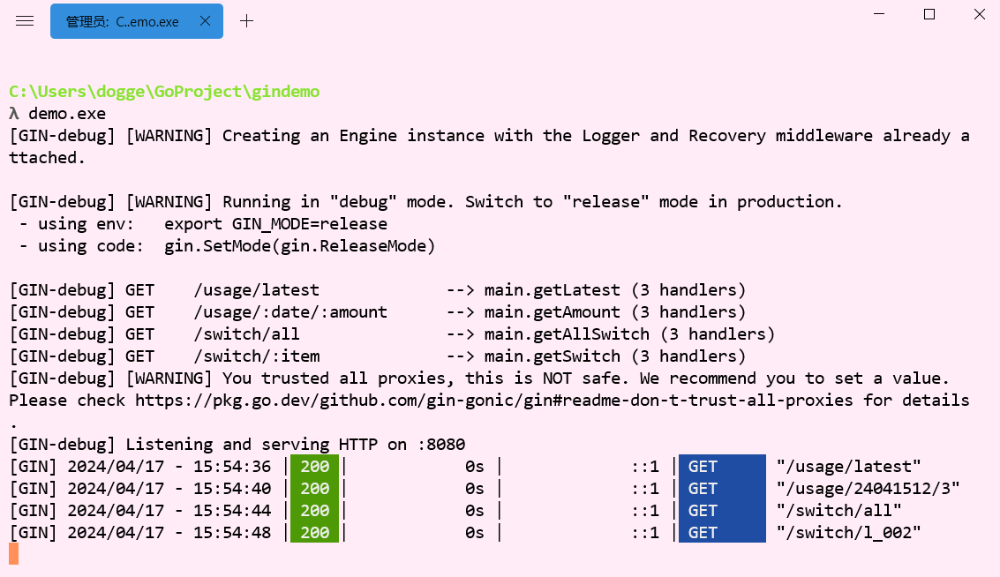 管理员: C..emo.exe
C:\Users\dogge\GoProject\gindemo
λ demo.exe
[GIN-debug] [WARNING] Creating an Engine instance with the Logger and Recovery middleware already a
ttached.
[GIN-debug] [WARNING] Running in "debug" mode. Switch to "release" mode in production.
 - using env:   export GIN_MODE=release
 - using code:  gin.SetMode(gin.ReleaseMode)
[GIN-debug] GET    /usage/latest             --> main.getLatest (3 handlers)
[GIN-debug] GET    /usage/:date/:amount      --> main.getAmount (3 handlers)
[GIN-debug] GET    /switch/all               --> main.getAllSwitch (3 handlers)
[GIN-debug] GET    /switch/:item             --> main.getSwitch (3 handlers)
[GIN-debug] [WARNING] You trusted all proxies, this is NOT safe. We recommend you to set a value.
Please check https://pkg.go.dev/github.com/gin-gonic/gin#readme-don-t-trust-all-proxies for details
.
[GIN-debug] Listening and serving HTTP on :8080
[GIN] 2024/04/17 - 15:54:36 | 200 |            0s |             ::1 | GET      "/usage/latest"
[GIN] 2024/04/17 - 15:54:40 | 200 |            0s |             ::1 | GET      "/usage/24041512/3"
[GIN] 2024/04/17 - 15:54:44 | 200 |            0s |             ::1 | GET      "/switch/all"
[GIN] 2024/04/17 - 15:54:48 | 200 |            0s |             ::1 | GET      "/switch/l_002"